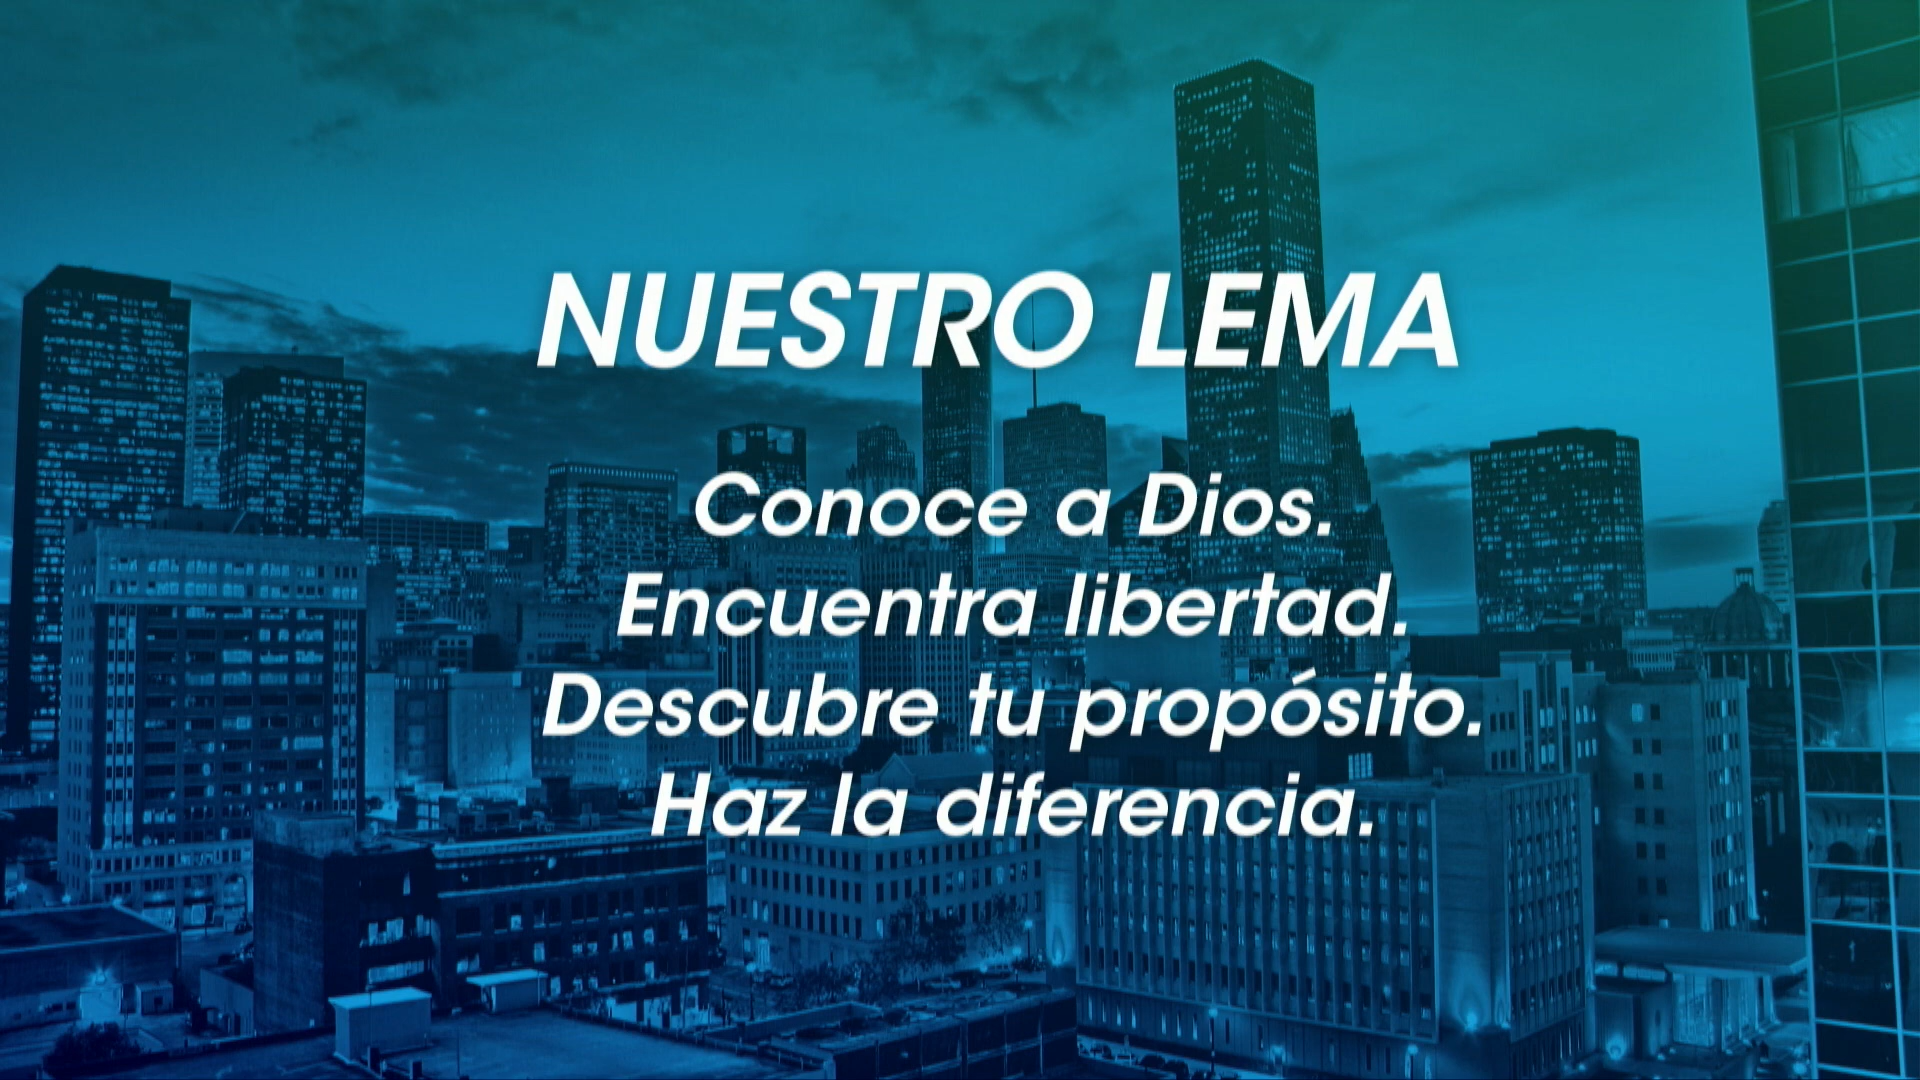 NUESTRO LEMA
Conoce a Dios.
Encuentra libertad.
Descubre tu propósito.
Haz la diferencia.